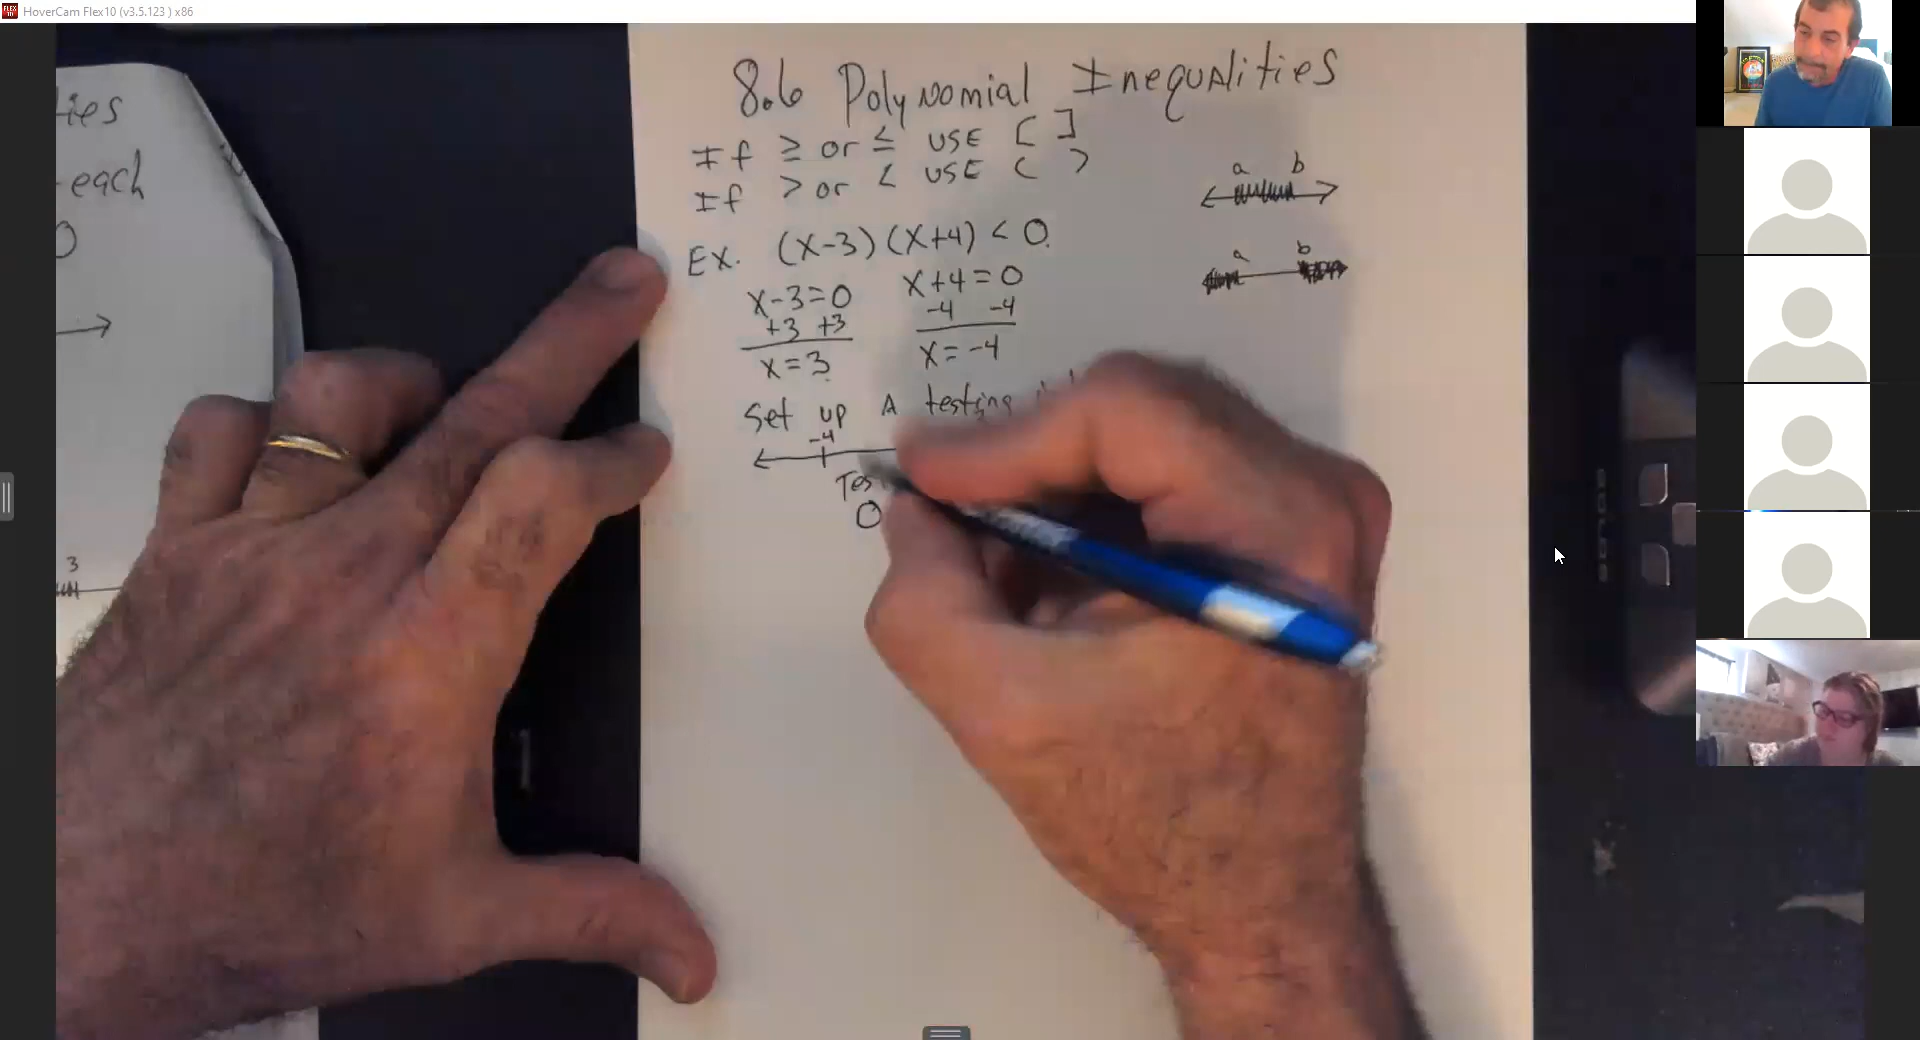 HoverCam Flex10 (v3.5.123 ) x86
8.6 Polynomial Inequalities
If ≥ or ≤ USE [ ]
If > or < USE ( )
a b
a b
EX. (X-3)(X+4) < 0
X-3=0 X+4=0
+3 +3 -4 -4
X=3 X=-4
Set up A testing
-4
0
ties
each
0
3